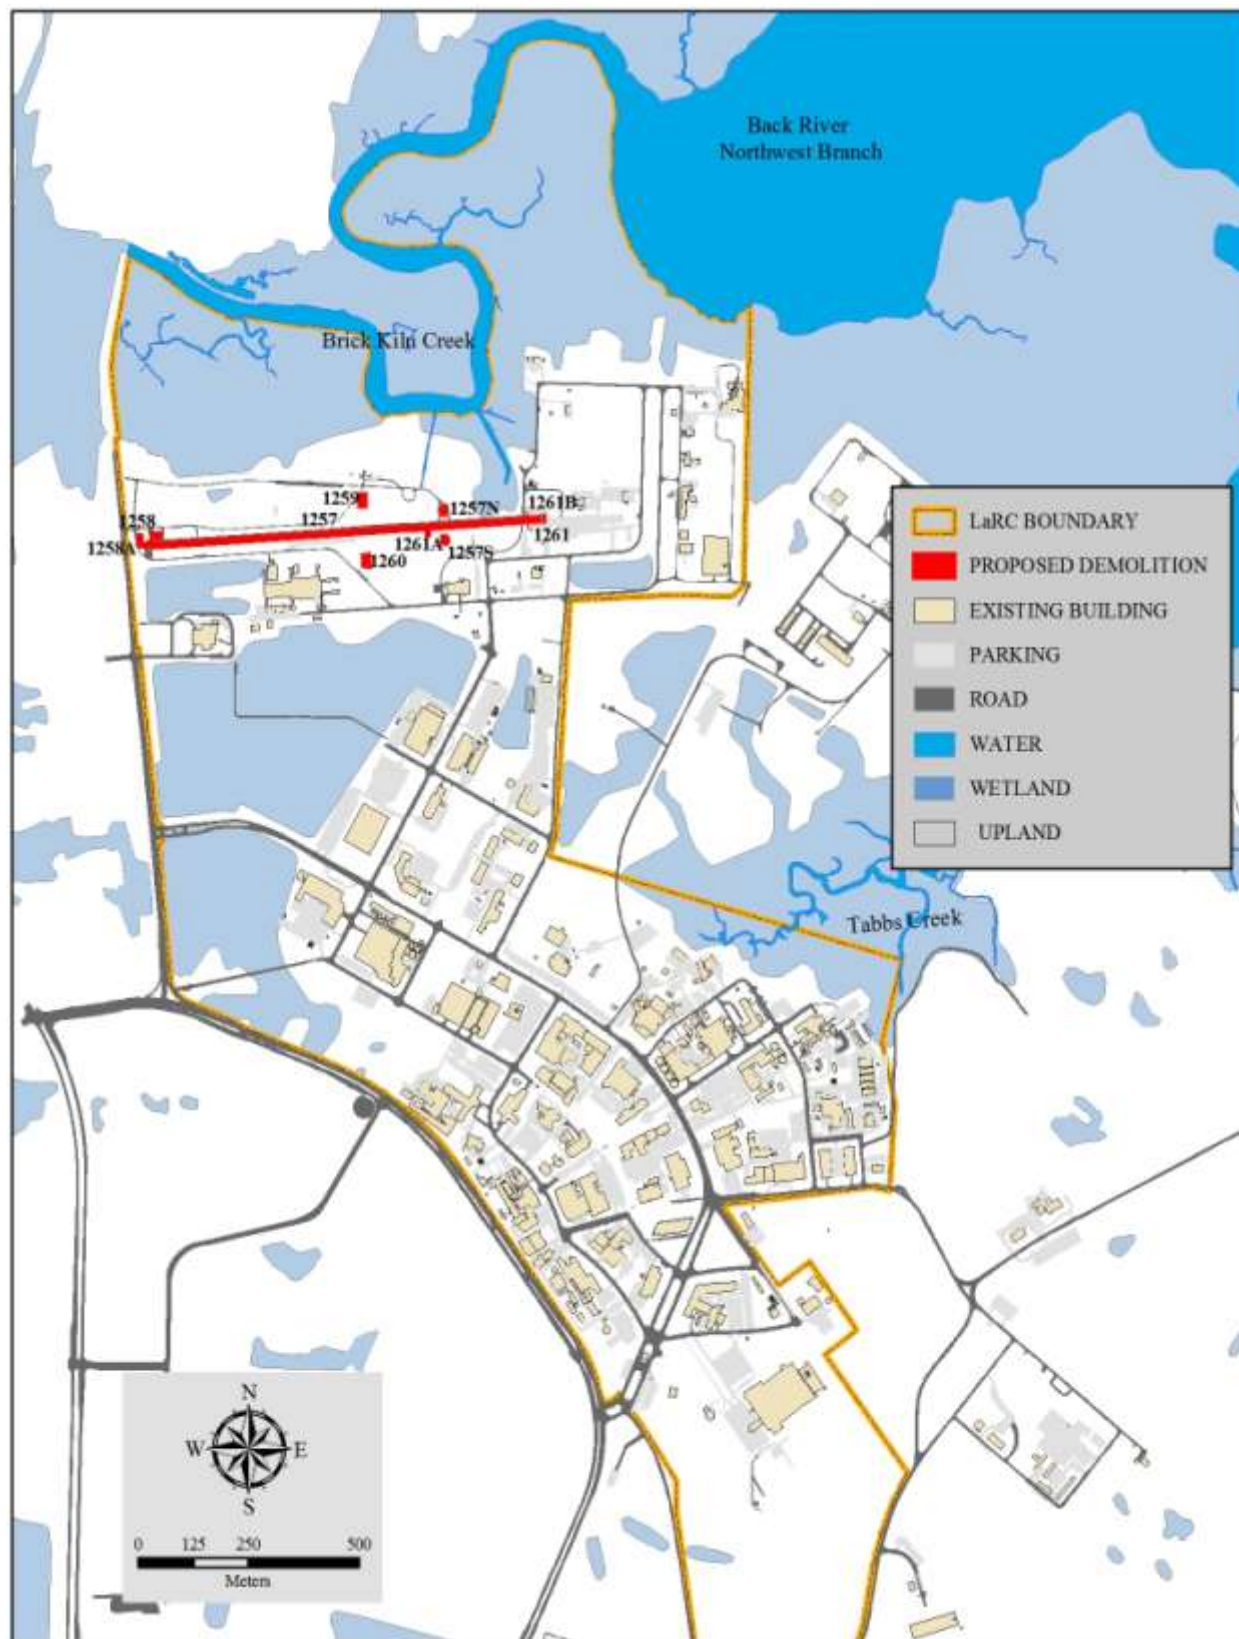 Back River
Northwest Branch
Brick Kiln Creek
1259
1257N
1261B
1258
1257
1261
1258A
1261A
1257S
1260
LaRC BOUNDARY
PROPOSED DEMOLITION
EXISTING BUILDING
PARKING
ROAD
WATER
WETLAND
UPLAND
Tabbs Creek
N
W E
S
0 125 250 500
Meters